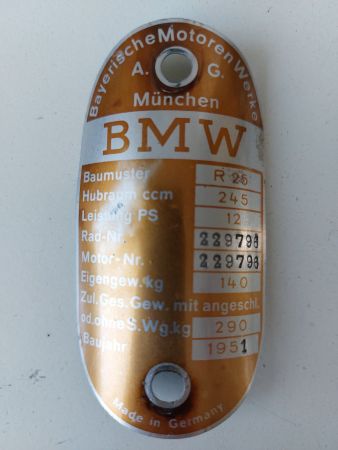 Bayerische Motoren Werke
A. G.
München
BMW
Baumuster R 25
Hubraum ccm 245
Leistung PS 12
Rad-Nr. 229798
Motor-Nr. 229798
Eigengew. kg 140
Zul. Ges. Gew. mit angeschl.
od. ohne S. Wg. kg 290
Baujahr 1951
Made in Germany